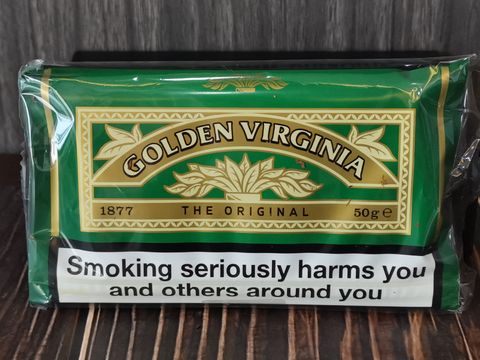 GOLDEN VIRGINIA
1877 THE ORIGINAL 50g ℮
Smoking seriously harms you
and others around you